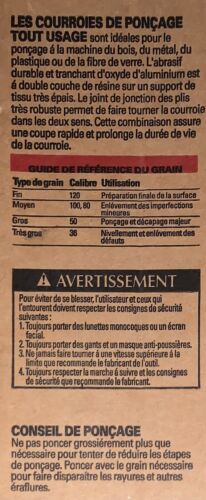 LES COURROIES DE PONÇAGE
TOUT USAGE sont idéales pour le
ponçage á la machine du bois, du métal, du
plastique ou de la fibre de verre. L'abrasif
durable et tranchant d'oxyde d'aluminium est
á double couche de résine sur un support de
tissu très épais. Le joint de jonction des plis
très robuste permet de faire tourner la courroie
dans les deux sens. Cette combinaison assure
une coupe rapide et prolongue la durée de vie
de la courroie.
GUIDE DE RÉFÉRENCE DU GRAIN
Type de grain Calibre Utilisation
Fin 120 Préparation finale de la surface
Moyen 100, 80 Enlèvement des imperfections
mineures
Gros 50 Ponçage et décapage majeur
Très gros 36 Nivellement et enlèvement des
défauts
AVERTISSEMENT
Pour éviter de se blesser, l'utilisateur et ceux qui
l'entourent doivent respecter les consignes de sécurité
suivantes :
1. Toujours porter des lunettes monocoques ou un écran
facial.
2. Toujours porter des gants et un masque anti-poussières.
3. Ne jamais faire tourner à une vitesse supérieure á la
limite que recommande le fabricant de l'outil.
4. Toujours respecter la marche á suivre et les consignes
de sécurité que recommande le fabricant.
CONSEIL DE PONÇAGE
Ne pas poncer grossiérement plus que
nécessaire pour tenter de réduire les étapes
de ponçage. Poncer avec le grain nécessaire
pour faire disparaître les rayures et autres
éraflures.